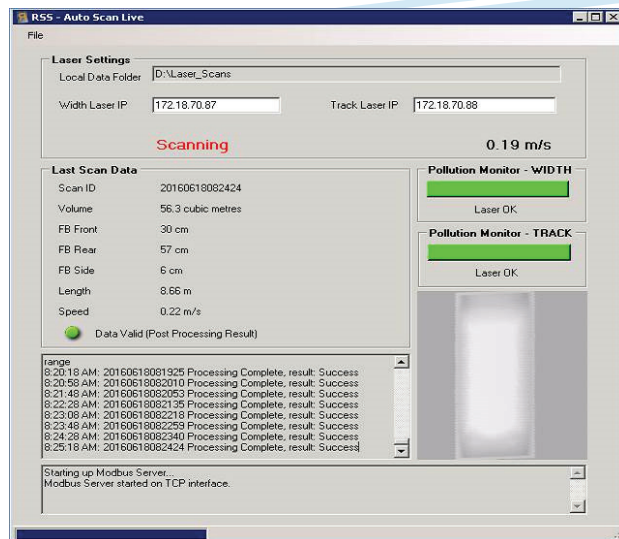 RSS - Auto Scan Live
File
Laser Settings
Local Data Folder D:\Laser_Scans
Width Laser IP 172.18.70.87 Track Laser IP 172.18.70.88
Scanning 0.19 m/s
Last Scan Data
Scan ID 20160618082424
Volume 56.3 cubic metres
FB Front 30 cm
FB Rear 57 cm
FB Side 6 cm
Length 8.66 m
Speed 0.22 m/s
Data Valid (Post Processing Result)
Pollution Monitor - WIDTH
Laser OK
Pollution Monitor - TRACK
Laser OK
range
8:20:18 AM: 20160618081925 Processing Complete, result: Success
8:20:58 AM: 20160618082010 Processing Complete, result: Success
8:21:48 AM: 20160618082053 Processing Complete, result: Success
8:22:28 AM: 20160618082135 Processing Complete, result: Success
8:23:08 AM: 20160618082218 Processing Complete, result: Success
8:23:48 AM: 20160618082259 Processing Complete, result: Success
8:24:28 AM: 20160618082340 Processing Complete, result: Success
8:25:18 AM: 20160618082424 Processing Complete, result: Success
Starting up Modbus Server...
Modbus Server started on TCP interface.